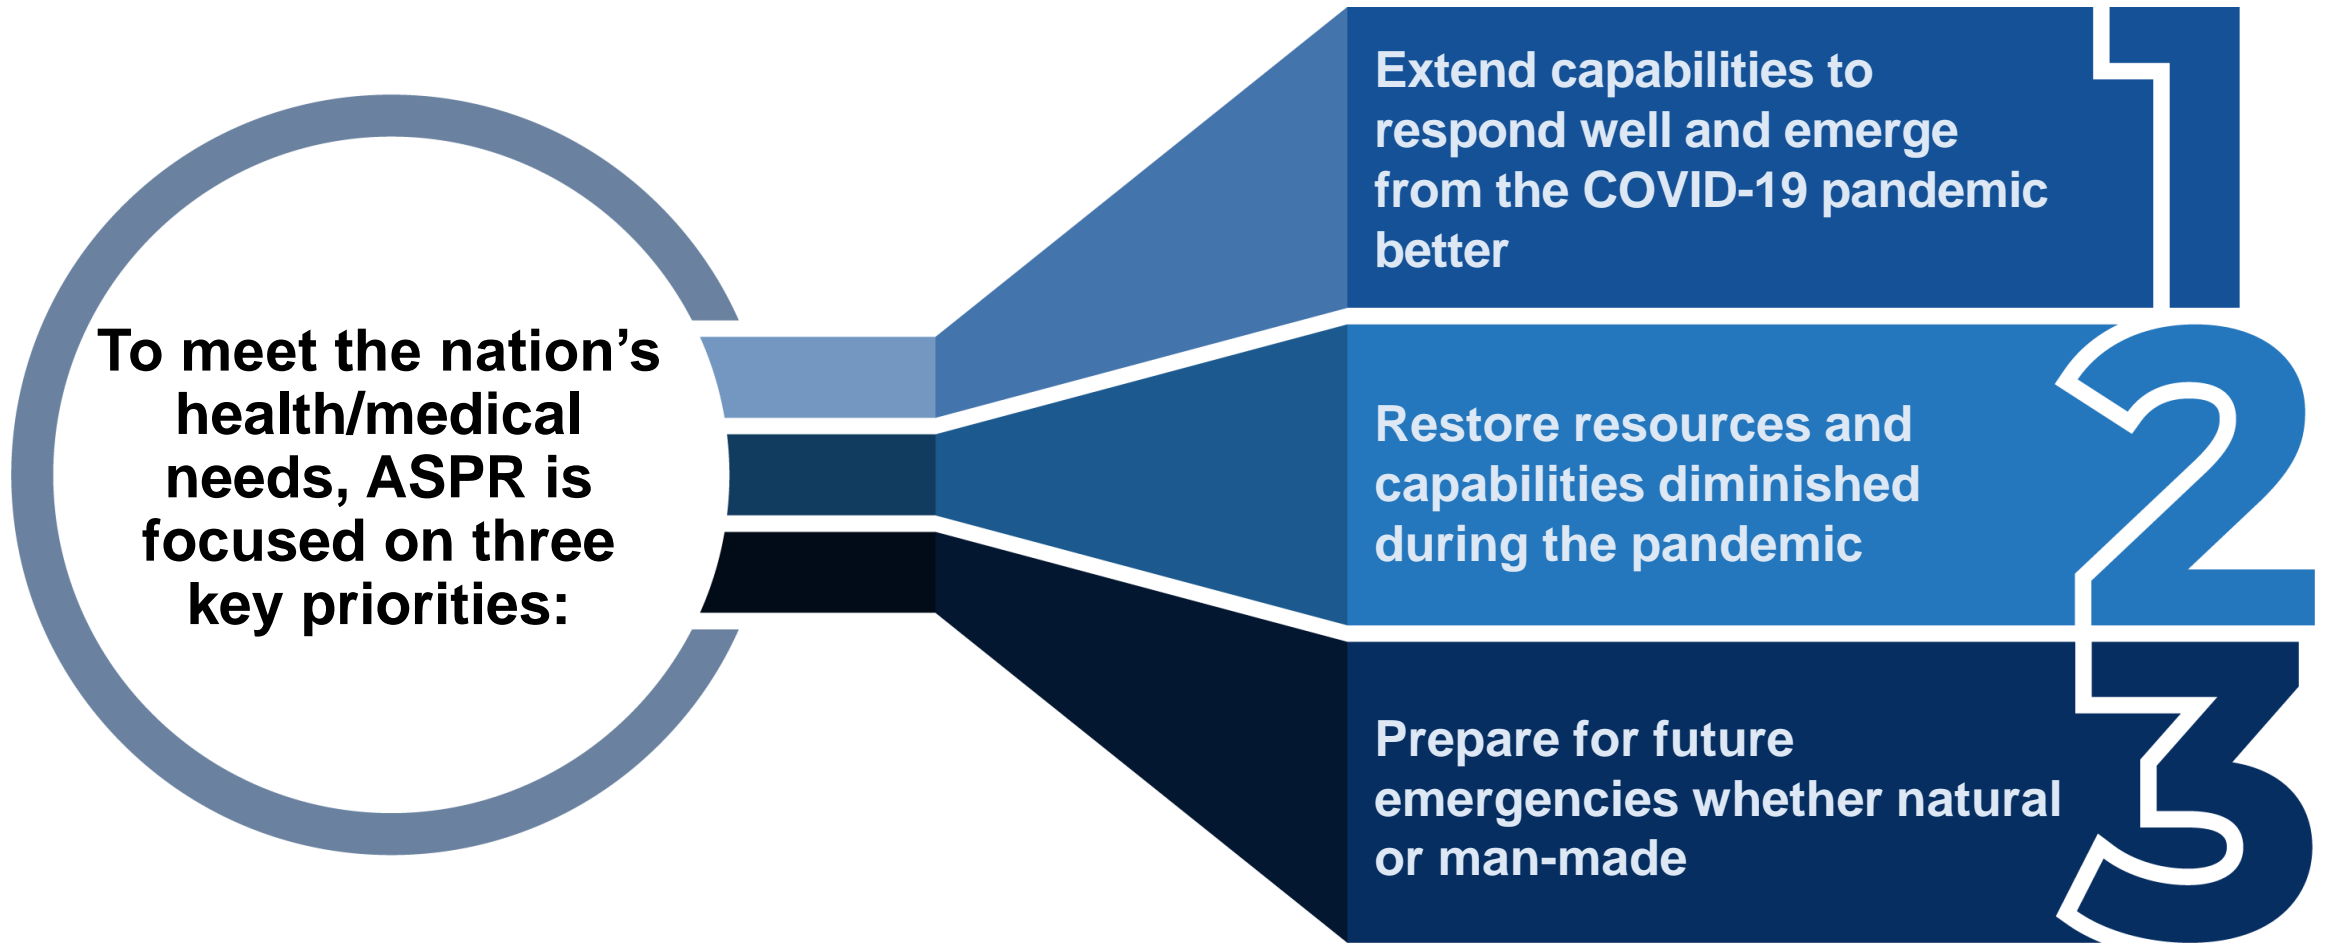 To meet the nation’s
health/medical
needs, ASPR is
focused on three
key priorities:
Extend capabilities to
respond well and emerge
from the COVID-19 pandemic
better
1
Restore resources and
capabilities diminished
during the pandemic
2
Prepare for future
emergencies whether natural
or man-made
3